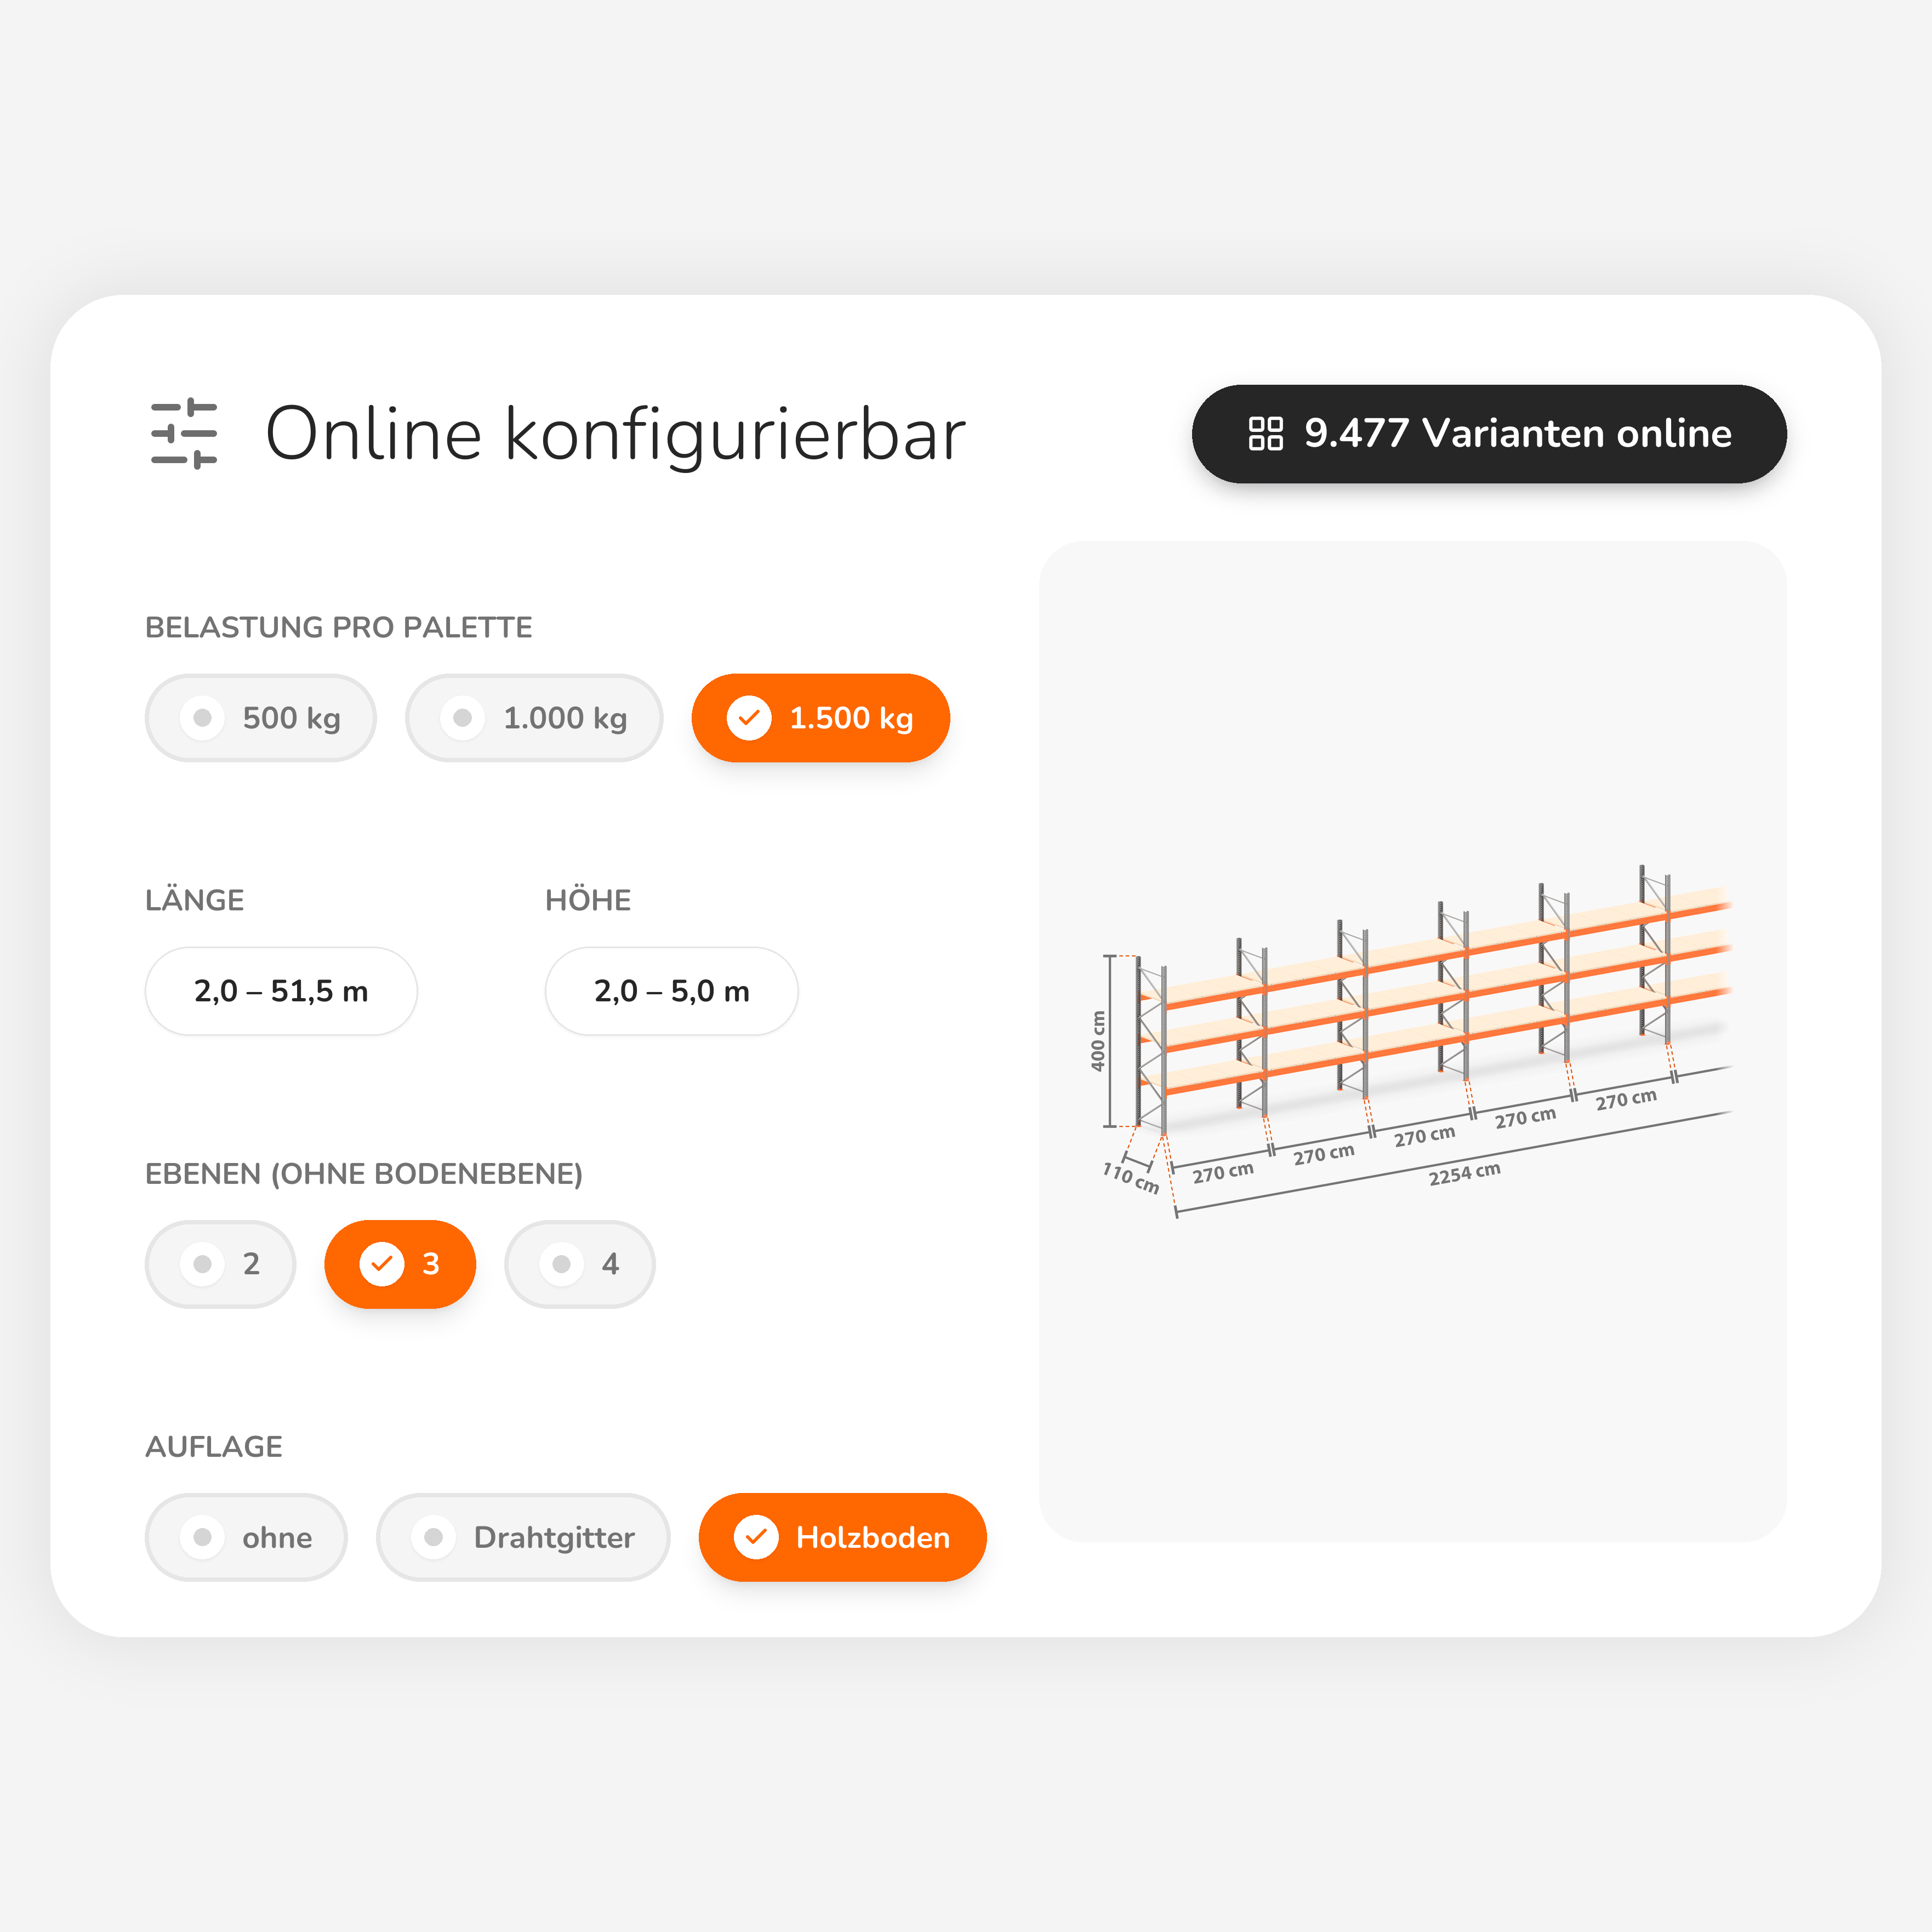 Online konfigurierbar
9.477 Varianten online
BELASTUNG PRO PALETTE
500 kg
1.000 kg
1.500 kg
LÄNGE
HÖHE
2,0 – 51,5 m
2,0 – 5,0 m
EBENEN (OHNE BODENEBENE)
2
3
4
AUFLAGE
ohne
Drahtgitter
Holzboden
400 cm
110 cm
270 cm
270 cm
270 cm
270 cm
270 cm
2254 cm